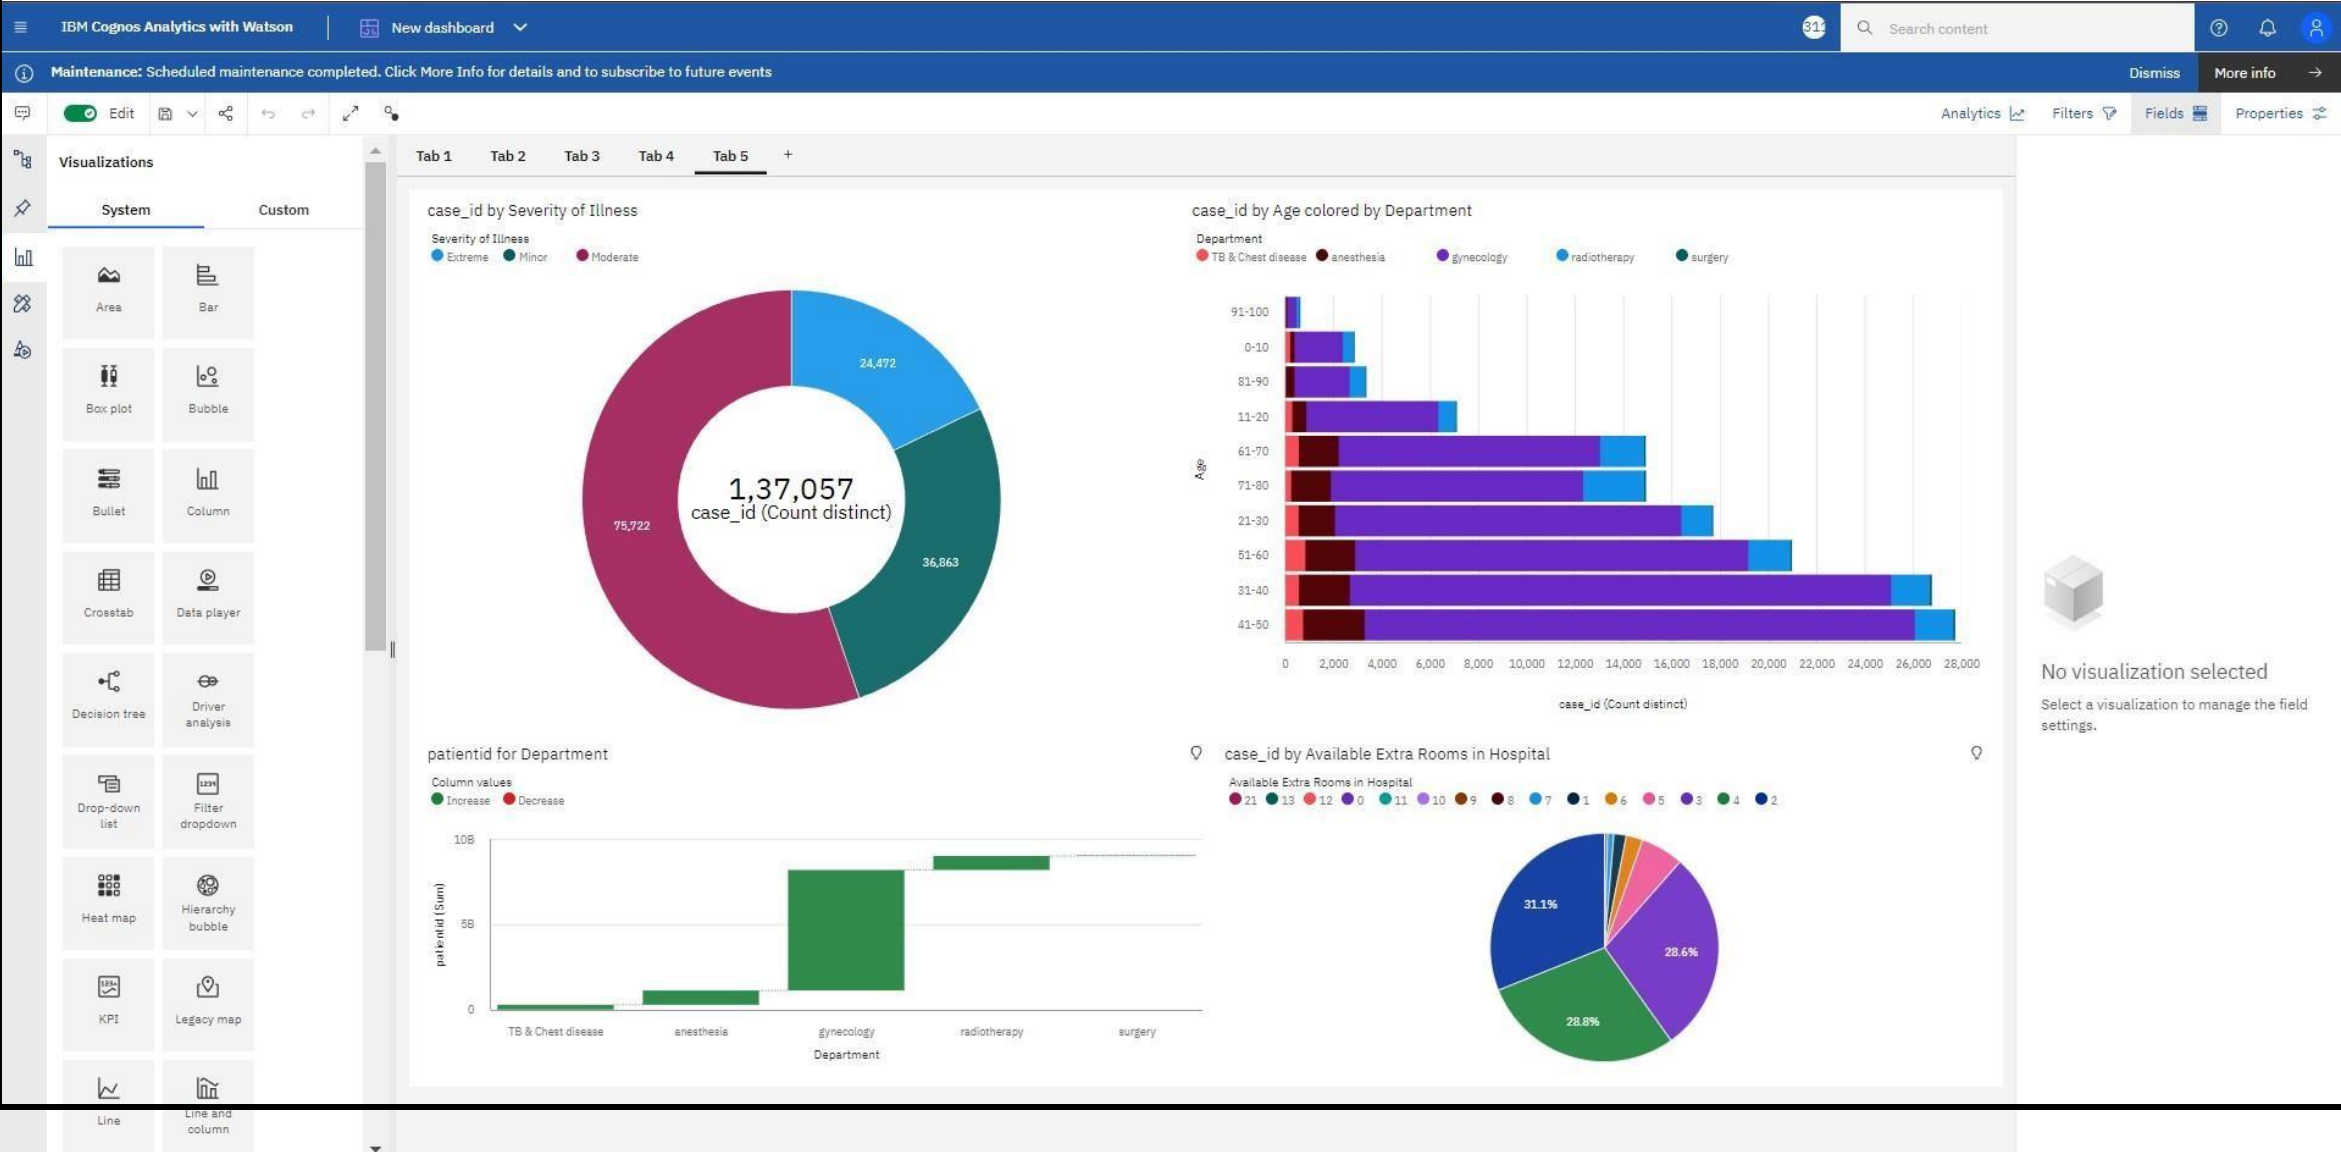 IBM Cognos Analytics with Watson
New dashboard
Search content
Maintenance: Scheduled maintenance completed. Click More Info for details and to subscribe to future events
Dismiss
More info
Edit
Analytics
Filters
Fields
Properties
Visualizations
System
Custom
Area
Bar
Box plot
Bubble
Bullet
Column
Crosstab
Data player
Decision tree
Driver
analysis
Drop-down
list
Filter
dropdown
Heat map
Hierarchy
bubble
KPI
Legacy map
Line
Line and
column
Tab 1
Tab 2
Tab 3
Tab 4
Tab 5
+
case_id by Severity of Illness
Severity of Illness
Extreme Minor Moderate
24,472
75,722
36,863
1,37,057
case_id (Count distinct)
case_id by Age colored by Department
Department
TB & Chest disease anesthesia gynecology radiotherapy surgery
Age
91-100
0-10
81-90
11-20
61-70
71-80
21-30
51-60
31-40
41-50
0 2,000 4,000 6,000 8,000 10,000 12,000 14,000 16,000 18,000 20,000 22,000 24,000 26,000 28,000
case_id (Count distinct)
patientid for Department
Column values
Increase Decrease
patientid (Sum)
10B
5B
0
TB & Chest disease anesthesia gynecology radiotherapy surgery
Department
case_id by Available Extra Rooms in Hospital
Available Extra Rooms in Hospital
21 13 12 0 11 10 9 8 7 1 6 5 3 4 2
31.1%
28.6%
28.8%
No visualization selected
Select a visualization to manage the field
settings.